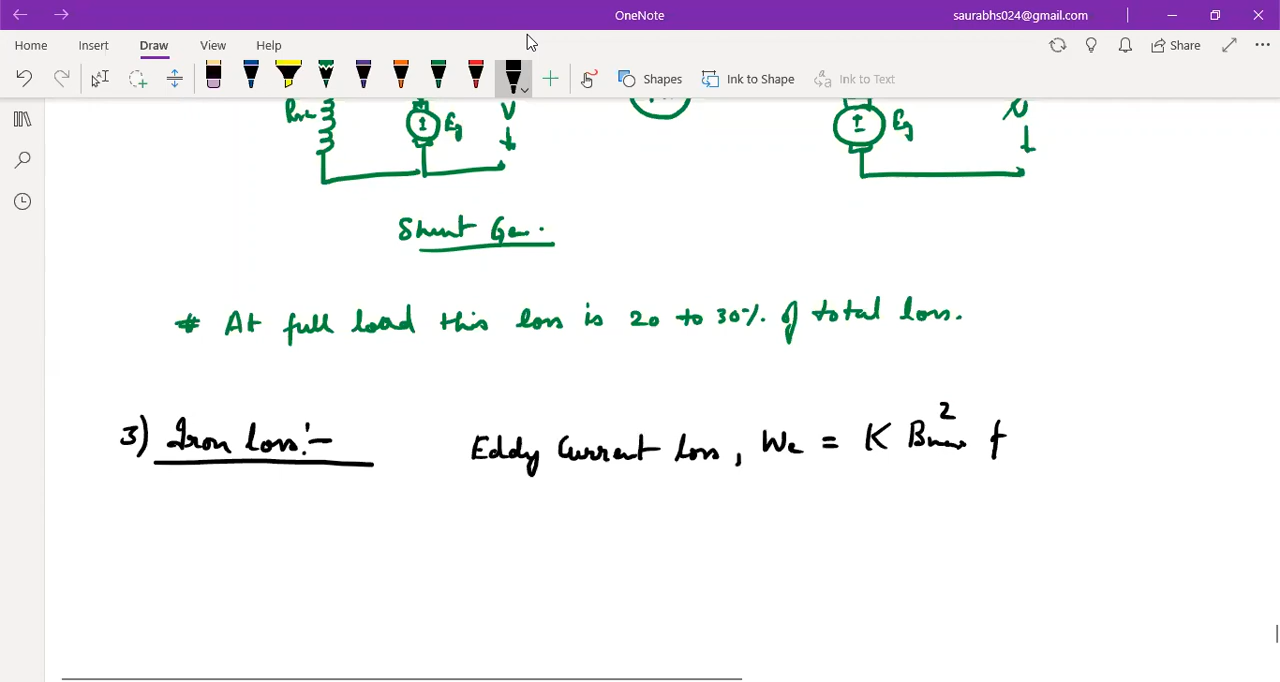 OneNote
saurabhs024@gmail.com
Home Insert Draw View Help
Share
Shapes Ink to Shape Ink to Text
Eg V Eg
Shunt Gen.
# At full load this loss is 20 to 30% of total loss.
3) Iron Loss:- Eddy Current Loss, We = K Bmax² f